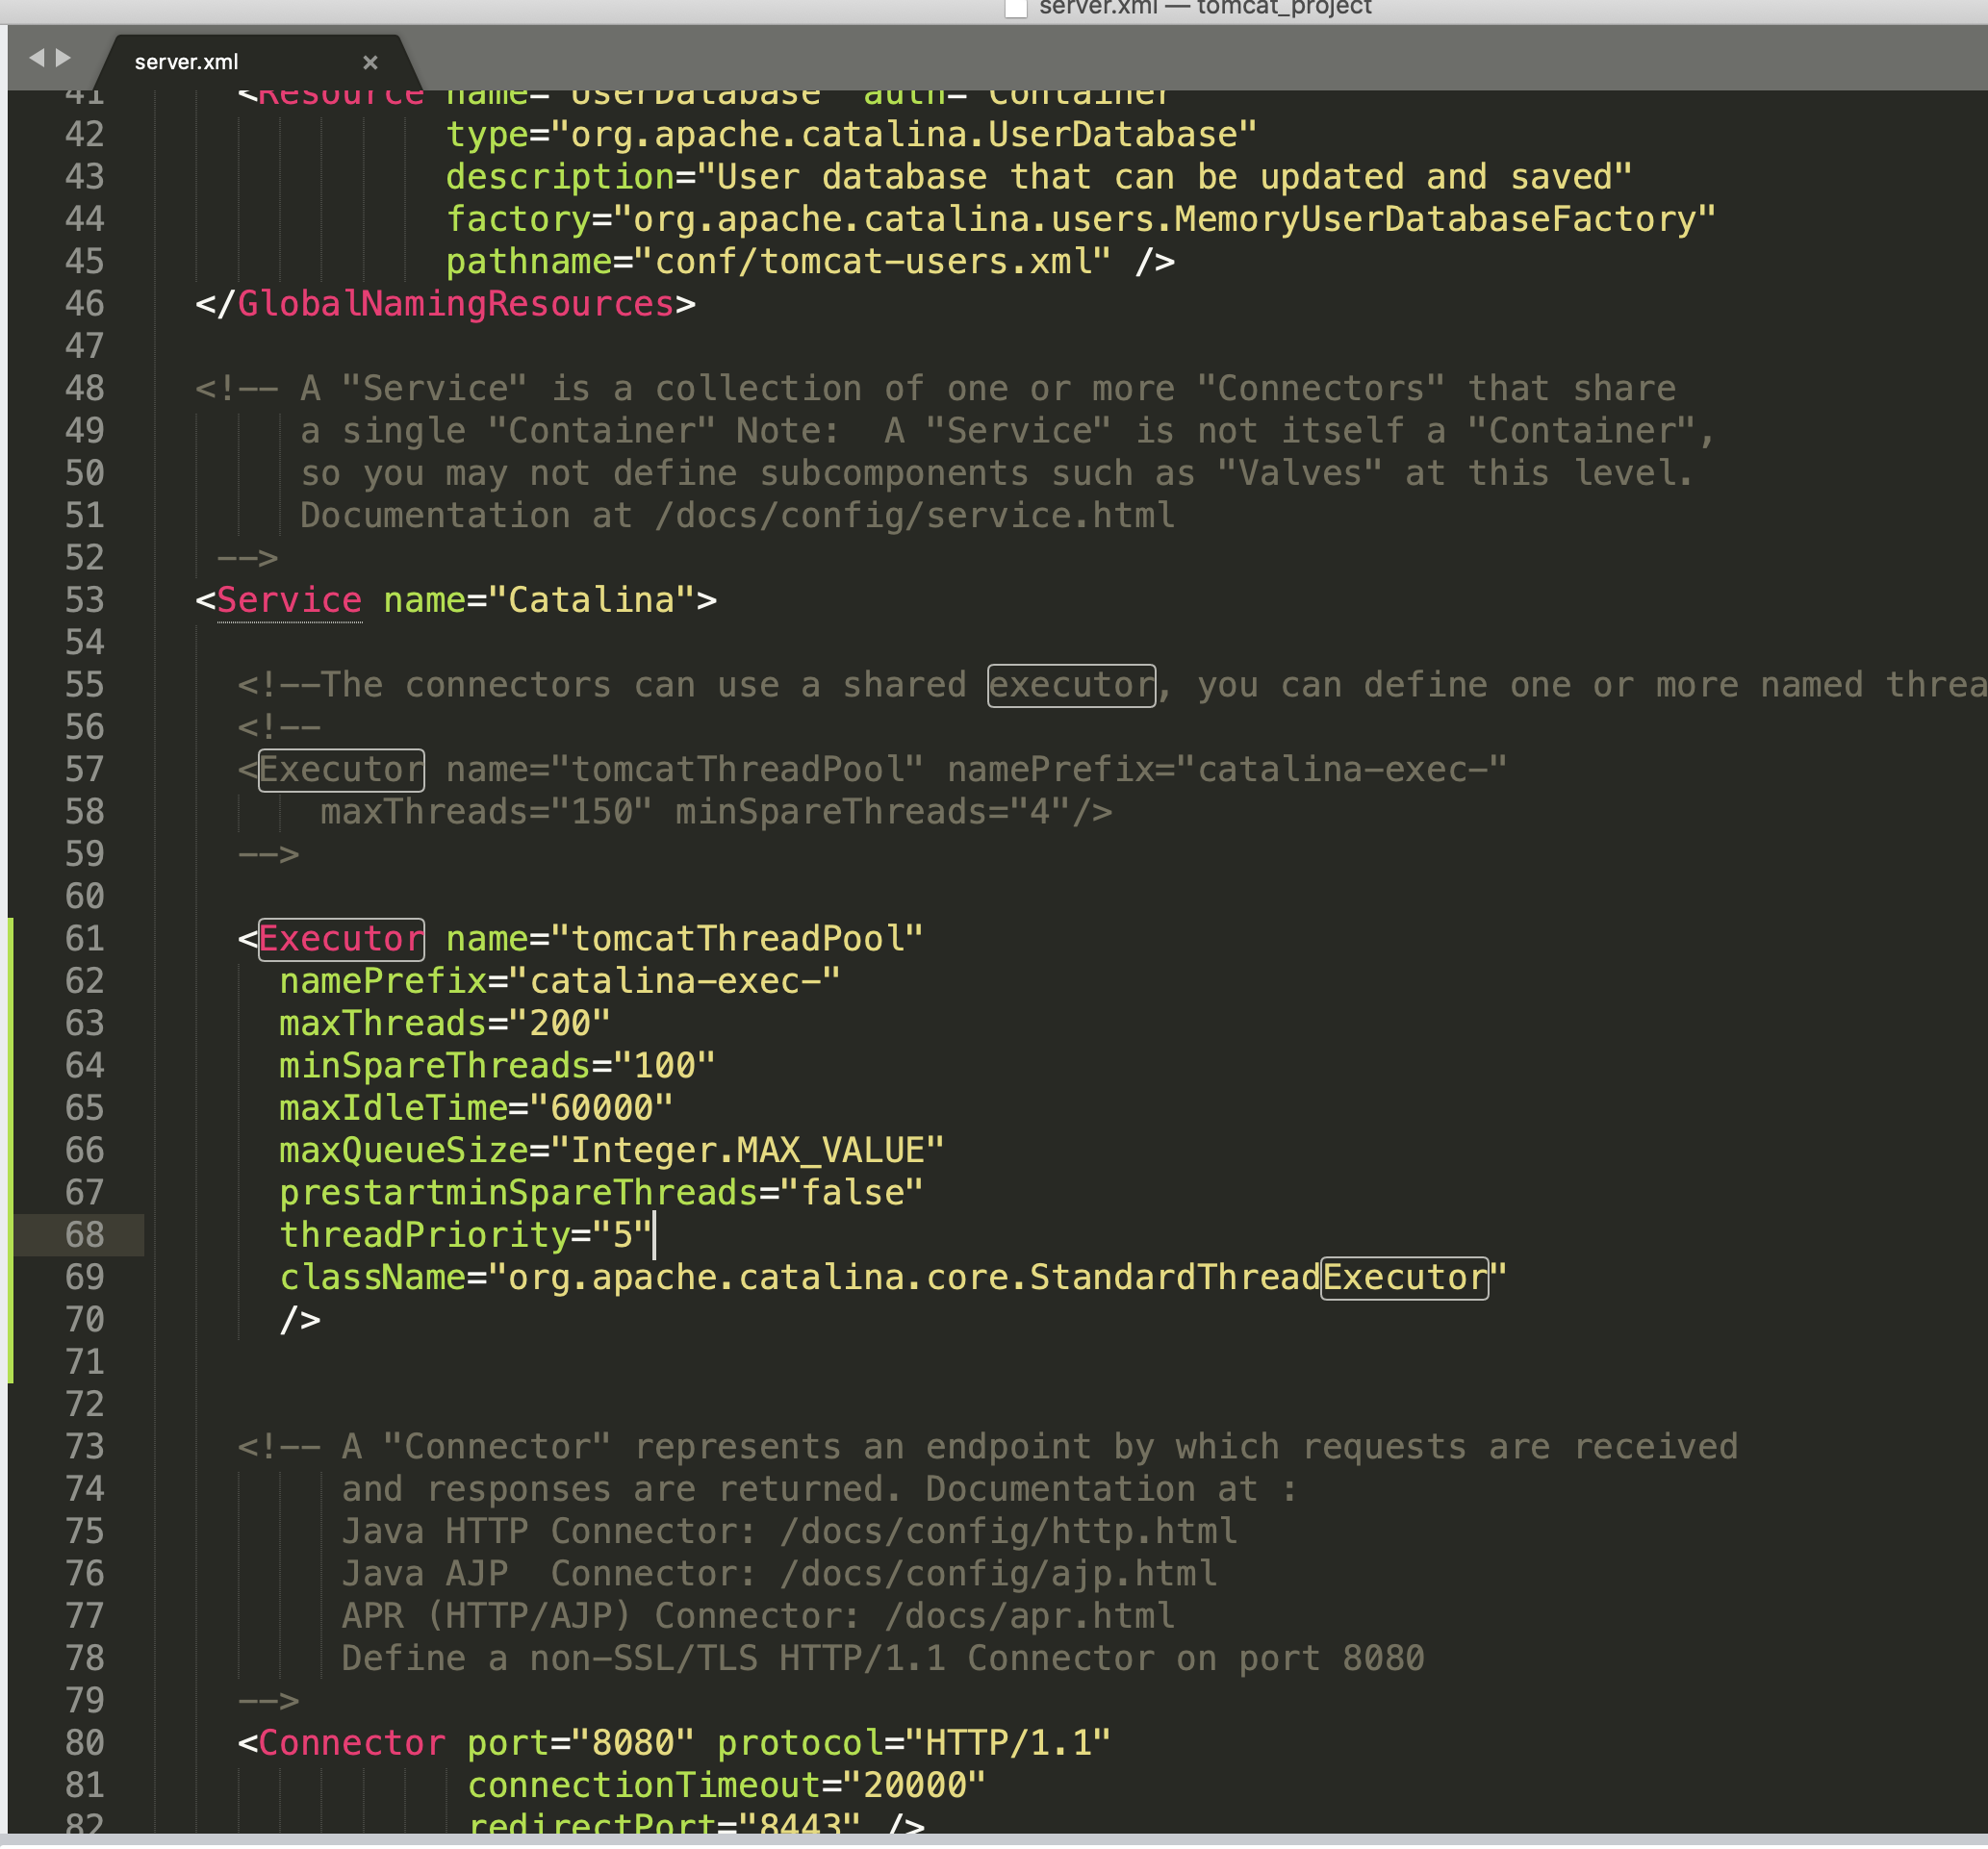 server.xml — tomcat_project
server.xml ×
41 <Resource name="UserDatabase" auth="Container"
42 type="org.apache.catalina.UserDatabase"
43 description="User database that can be updated and saved"
44 factory="org.apache.catalina.users.MemoryUserDatabaseFactory"
45 pathname="conf/tomcat-users.xml" />
46 </GlobalNamingResources>
47
48 <!-- A "Service" is a collection of one or more "Connectors" that share
49 a single "Container" Note:  A "Service" is not itself a "Container",
50 so you may not define subcomponents such as "Valves" at this level.
51 Documentation at /docs/config/service.html
52 -->
53 <Service name="Catalina">
54
55 <!--The connectors can use a shared executor, you can define one or more named threa
56 <!--
57 <Executor name="tomcatThreadPool" namePrefix="catalina-exec-"
58 maxThreads="150" minSpareThreads="4"/>
59 -->
60
61 <Executor name="tomcatThreadPool"
62 namePrefix="catalina-exec-"
63 maxThreads="200"
64 minSpareThreads="100"
65 maxIdleTime="60000"
66 maxQueueSize="Integer.MAX_VALUE"
67 prestartminSpareThreads="false"
68 threadPriority="5"
69 className="org.apache.catalina.core.StandardThreadExecutor"
70 />
71
72
73 <!-- A "Connector" represents an endpoint by which requests are received
74 and responses are returned. Documentation at :
75 Java HTTP Connector: /docs/config/http.html
76 Java AJP  Connector: /docs/config/ajp.html
77 APR (HTTP/AJP) Connector: /docs/apr.html
78 Define a non-SSL/TLS HTTP/1.1 Connector on port 8080
79 -->
80 <Connector port="8080" protocol="HTTP/1.1"
81 connectionTimeout="20000"
82 redirectPort="8443" />